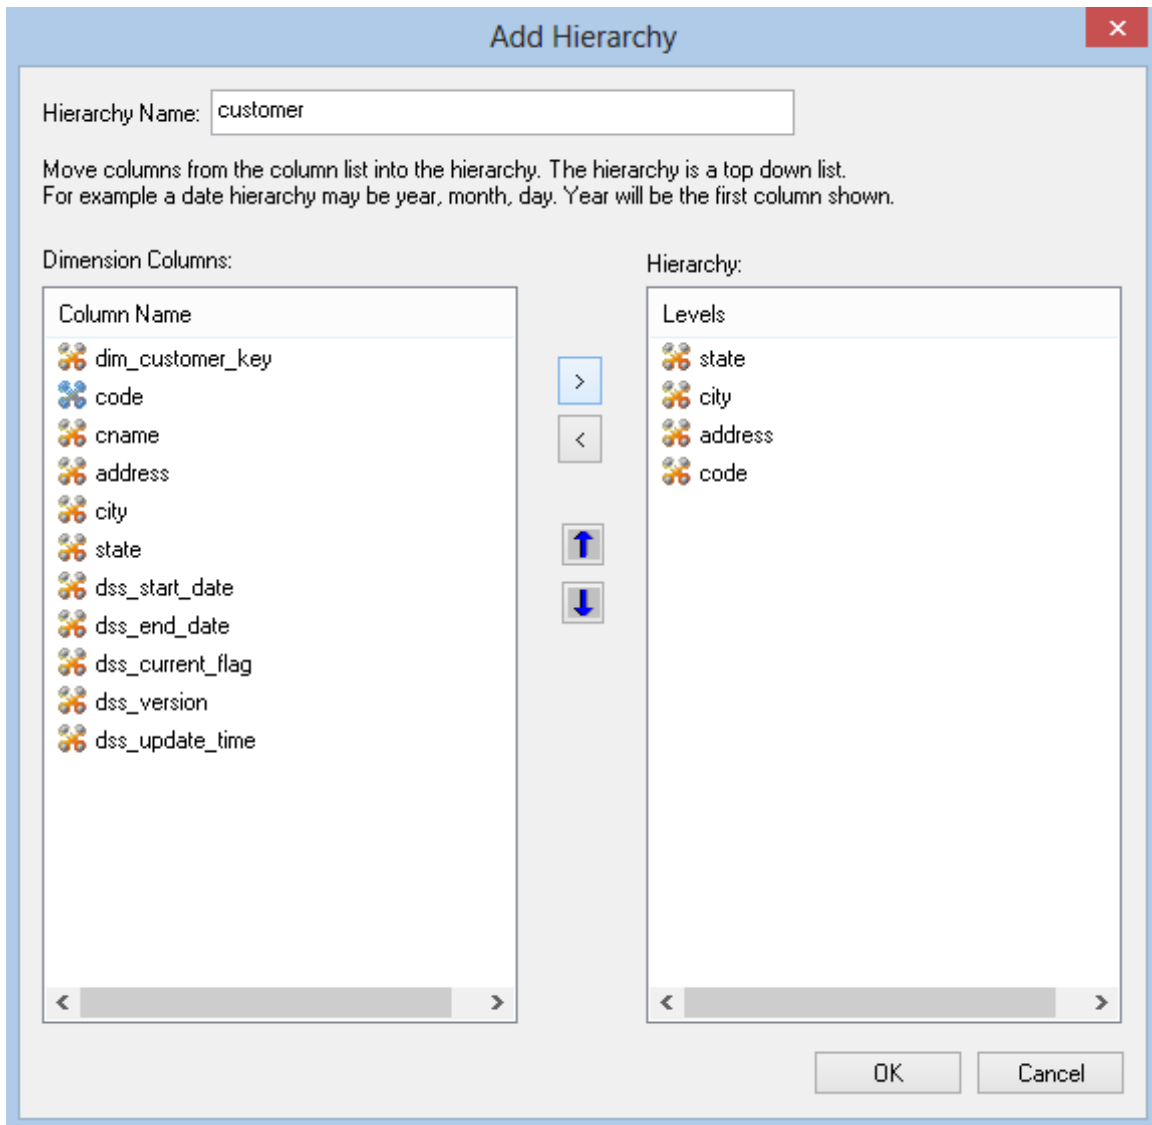 Add Hierarchy
Hierarchy Name: customer
Move columns from the column list into the hierarchy. The hierarchy is a top down list.
For example a date hierarchy may be year, month, day. Year will be the first column shown.
Dimension Columns:
Column Name
dim_customer_key
code
cname
address
city
state
dss_start_date
dss_end_date
dss_current_flag
dss_version
dss_update_time
Hierarchy:
Levels
state
city
address
code
OK
Cancel